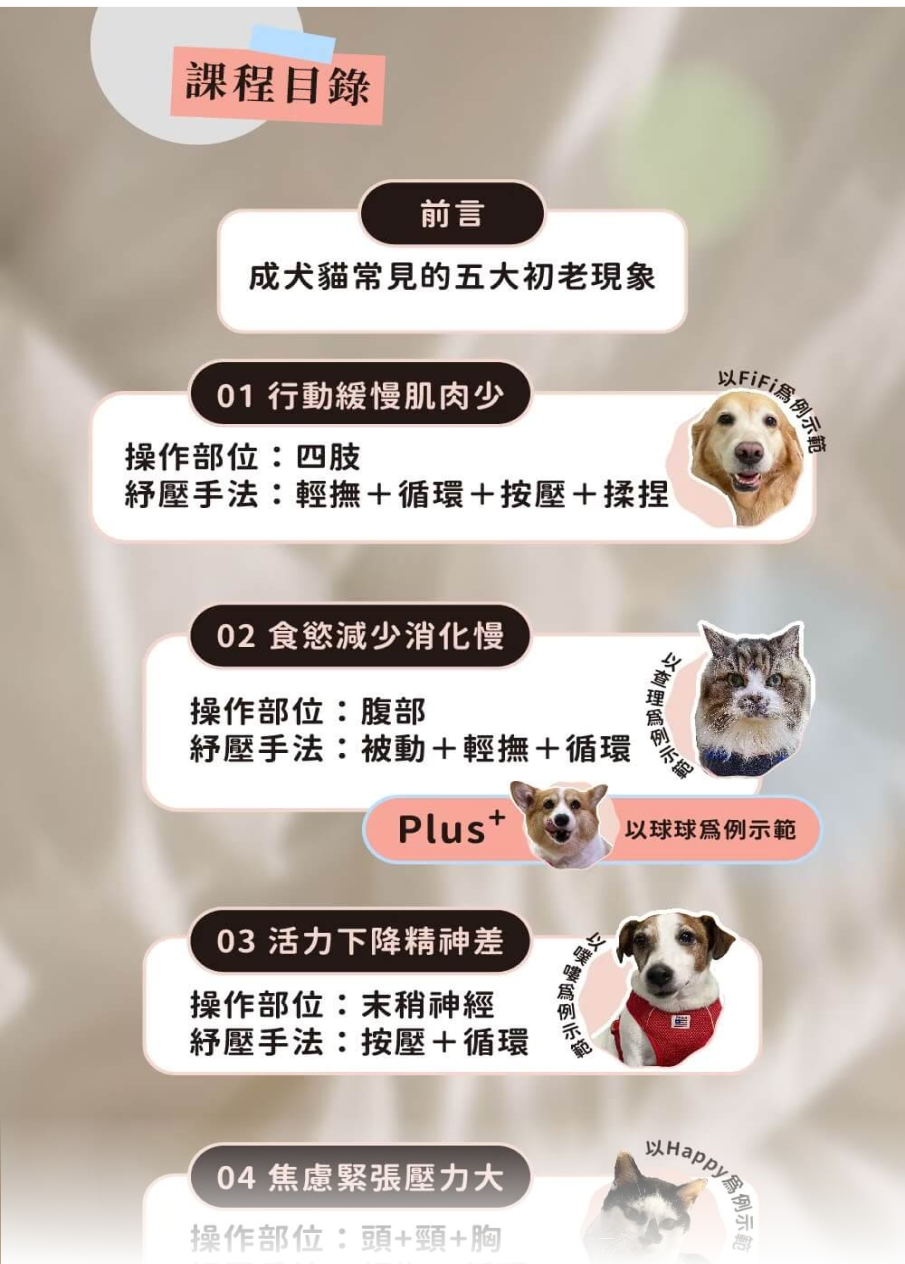 課程目錄
前言
成犬貓常見的五大初老現象
01 行動緩慢肌肉少
以FiFi爲例示範
操作部位：四肢
紓壓手法：輕撫＋循環＋按壓＋揉捏
02 食慾減少消化慢
以查理爲例示範
操作部位：腹部
紓壓手法：被動＋輕撫＋循環
Plus⁺
以球球爲例示範
03 活力下降精神差
以噗嘍爲例示範
操作部位：末稍神經
紓壓手法：按壓＋循環
04 焦慮緊張壓力大
以Happy爲例示範
操作部位：頭+頸+胸